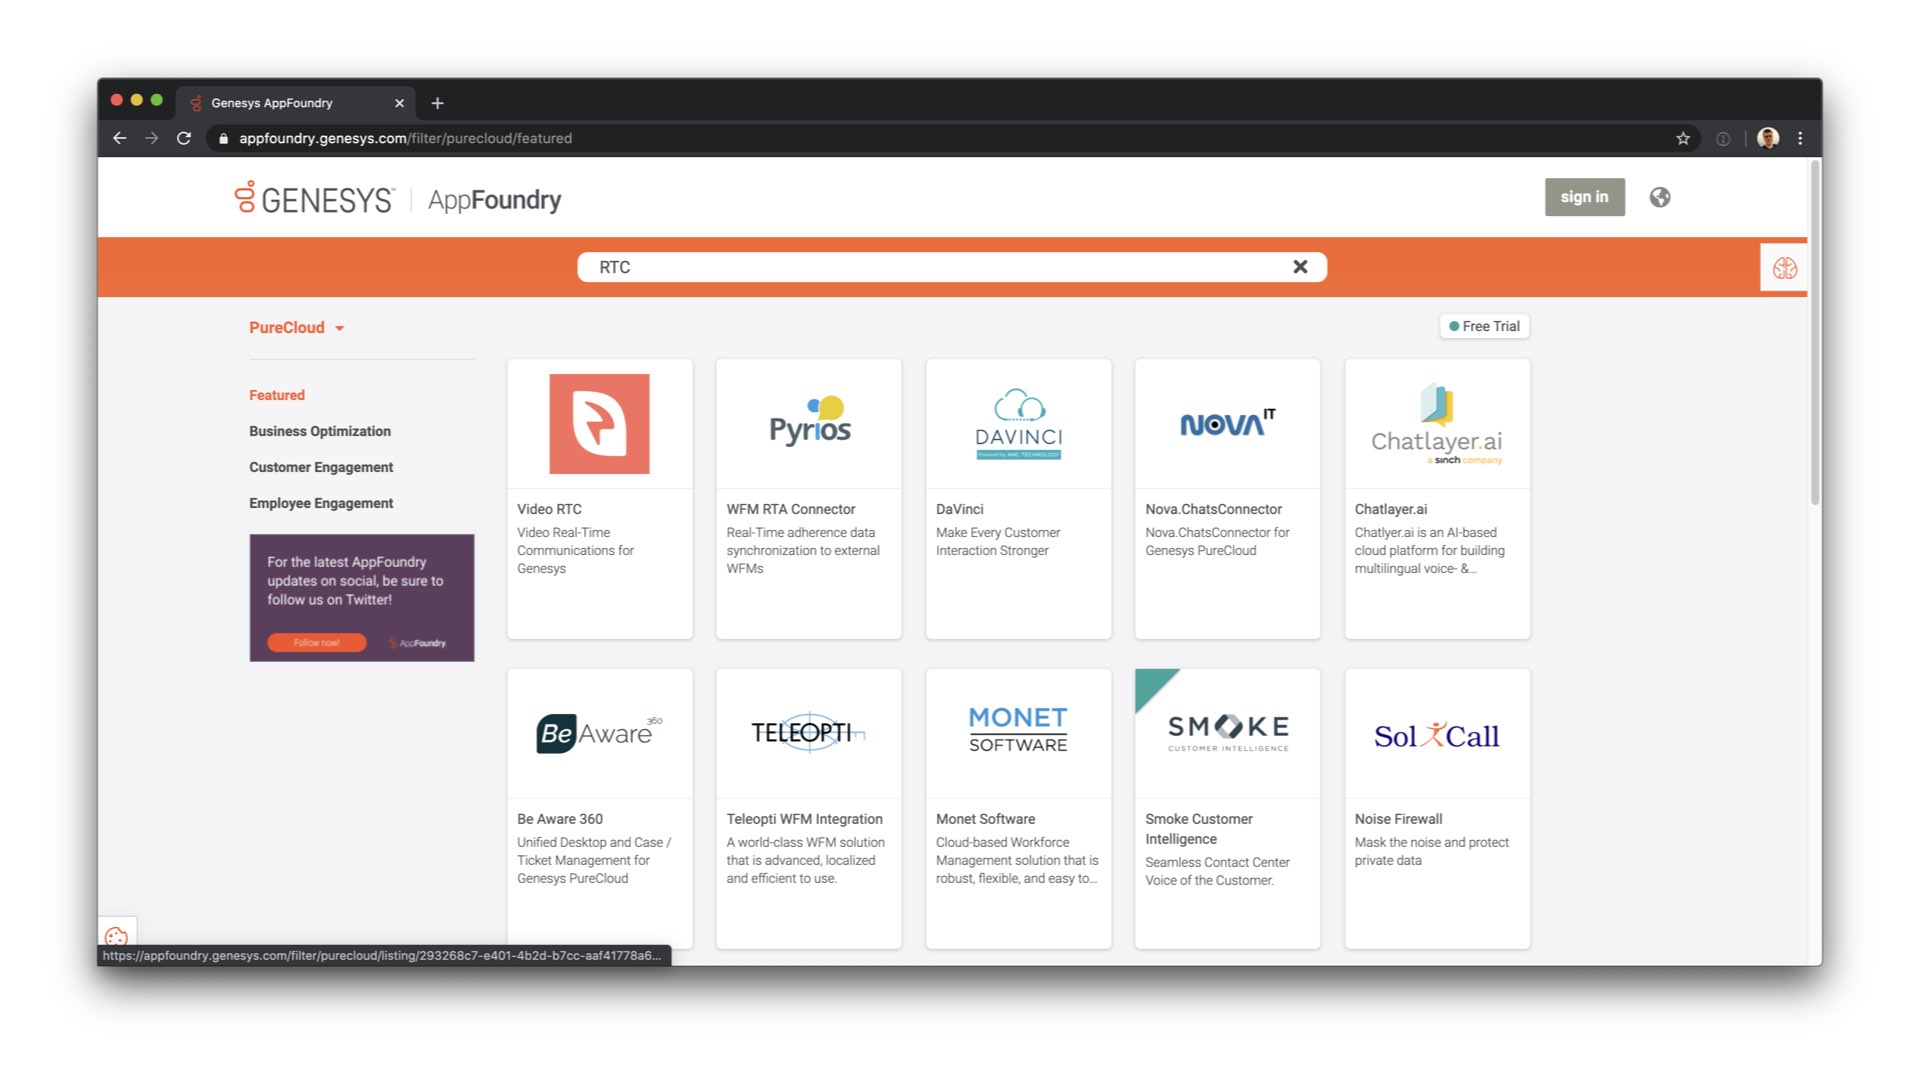 Genesys AppFoundry
appfoundry.genesys.com/filter/purecloud/featured
GENESYS™ | AppFoundry
sign in
RTC
PureCloud
Free Trial
Featured
Business Optimization
Customer Engagement
Employee Engagement
For the latest AppFoundry
updates on social, be sure to
follow us on Twitter!
Follow now!
AppFoundry
Video RTC
Video Real-Time
Communications for
Genesys
Pyrios
WFM RTA Connector
Real-Time adherence data
synchronization to external
WFMs
DAVINCI
Powered by AMC TECHNOLOGY
DaVinci
Make Every Customer
Interaction Stronger
NOVA IT
Nova.ChatsConnector
Nova.ChatsConnector for
Genesys PureCloud
Chatlayer.ai
a sinch company
Chatlayer.ai
Chatlyer.ai is an AI-based
cloud platform for building
multilingual voice- &...
Be Aware 360
Be Aware 360
Unified Desktop and Case /
Ticket Management for
Genesys PureCloud
TELEOPTI
Teleopti WFM Integration
A world-class WFM solution
that is advanced, localized
and efficient to use.
MONET
SOFTWARE
Monet Software
Cloud-based Workforce
Management solution that is
robust, flexible, and easy to...
SMOKE
CUSTOMER INTELLIGENCE
Smoke Customer
Intelligence
Seamless Contact Center
Voice of the Customer.
Sol Call
Noise Firewall
Mask the noise and protect
private data
https://appfoundry.genesys.com/filter/purecloud/listing/293268c7-e401-4b2d-b7cc-aaf41778a6...